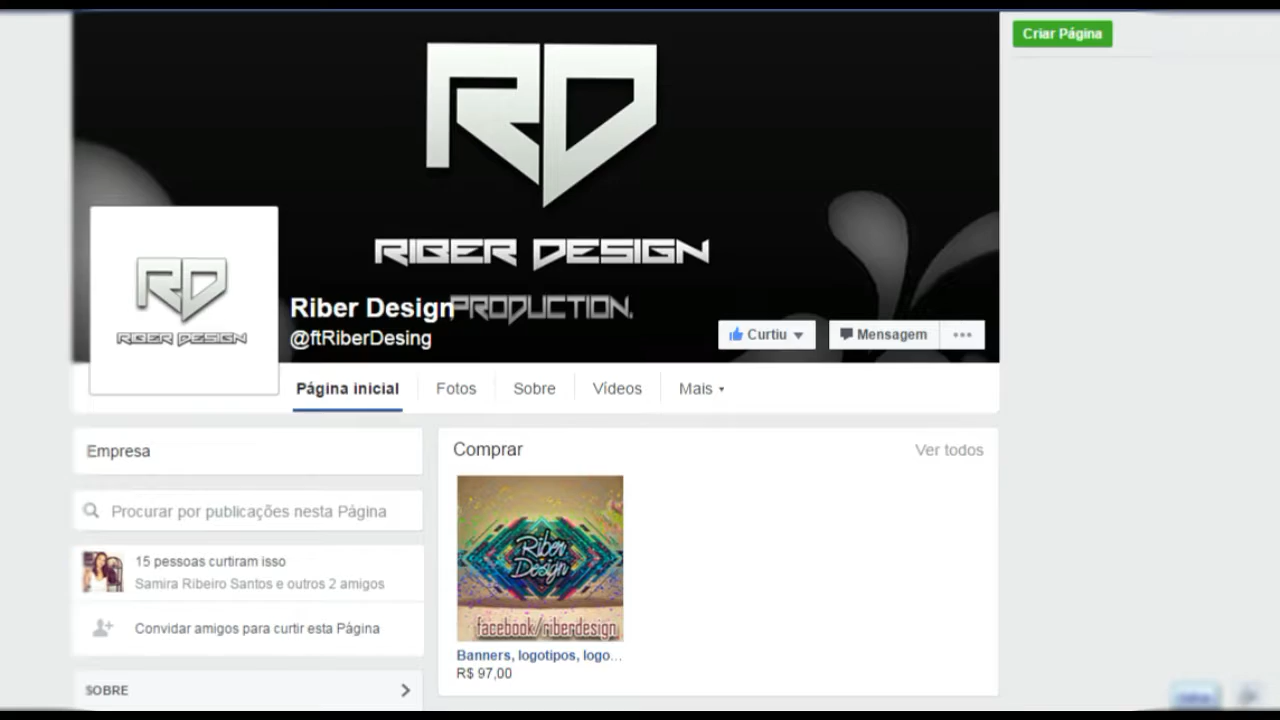 Criar Página
RD
RIBER DESIGN
PRODUCTION.
RD
RIBER DESIGN
Riber Design
@ftRiberDesing
Curtiu
Mensagem
Página inicial
Fotos
Sobre
Vídeos
Mais
Empresa
Procurar por publicações nesta Página
15 pessoas curtiram isso
Samira Ribeiro Santos e outros 2 amigos
Convidar amigos para curtir esta Página
SOBRE
Comprar
Ver todos
Riber
Design
facebook/riberdesign
Banners, logotipos, logo...
R$ 97,00